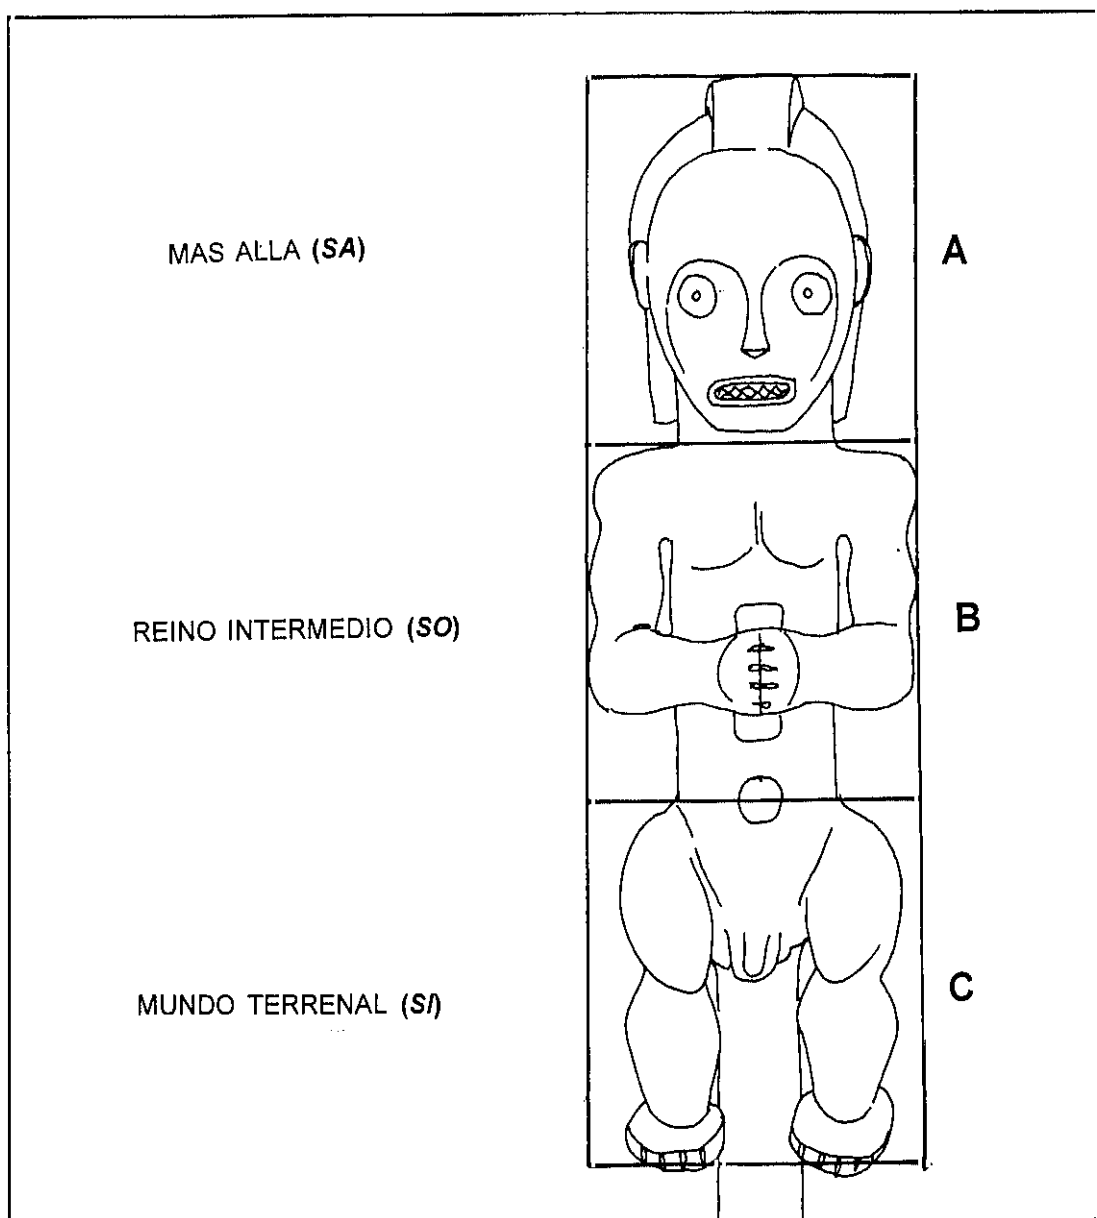 MAS ALLA (SA) A
REINO INTERMEDIO (SO) B
MUNDO TERRENAL (SI) C